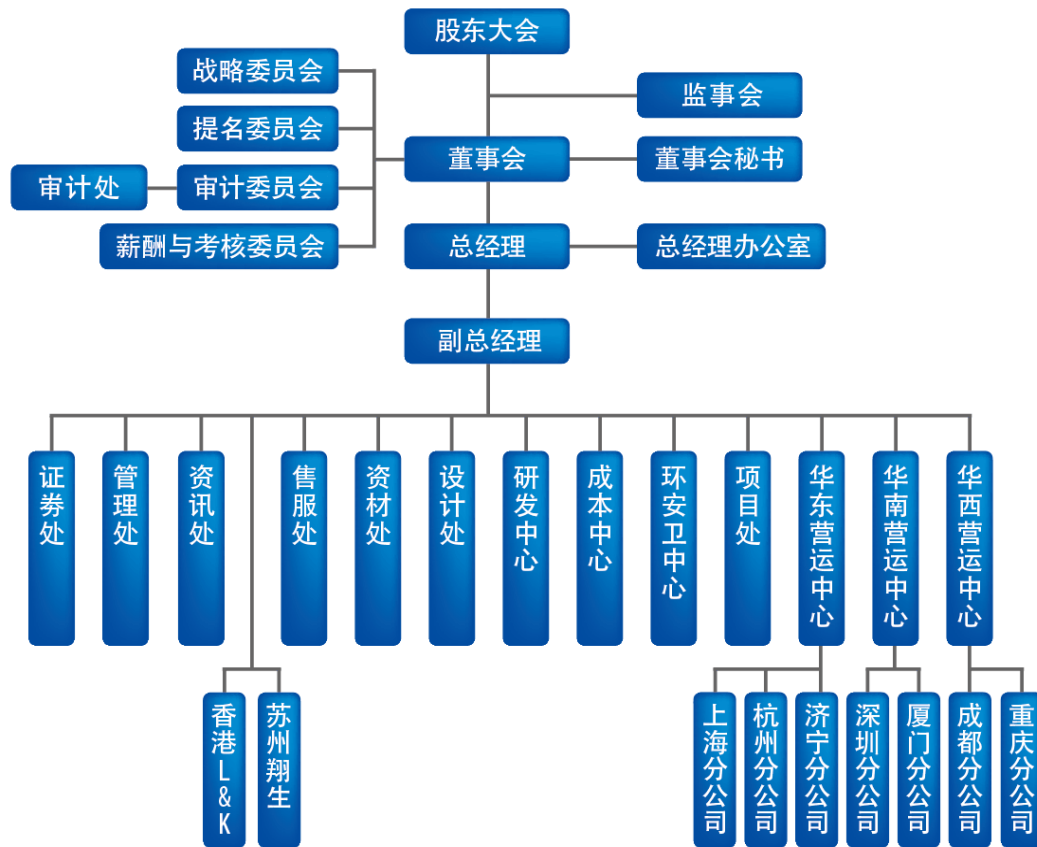 股东大会
战略委员会
监事会
提名委员会
董事会
董事会秘书
审计处
审计委员会
薪酬与考核委员会
总经理
总经理办公室
副总经理
证券处
管理处
资讯处
售服处
资材处
设计处
研发中心
成本中心
环安卫中心
项目处
华东营运中心
华南营运中心
华西营运中心
香港L&K
苏州翔生
上海分公司
杭州分公司
济宁分公司
深圳分公司
厦门分公司
成都分公司
重庆分公司